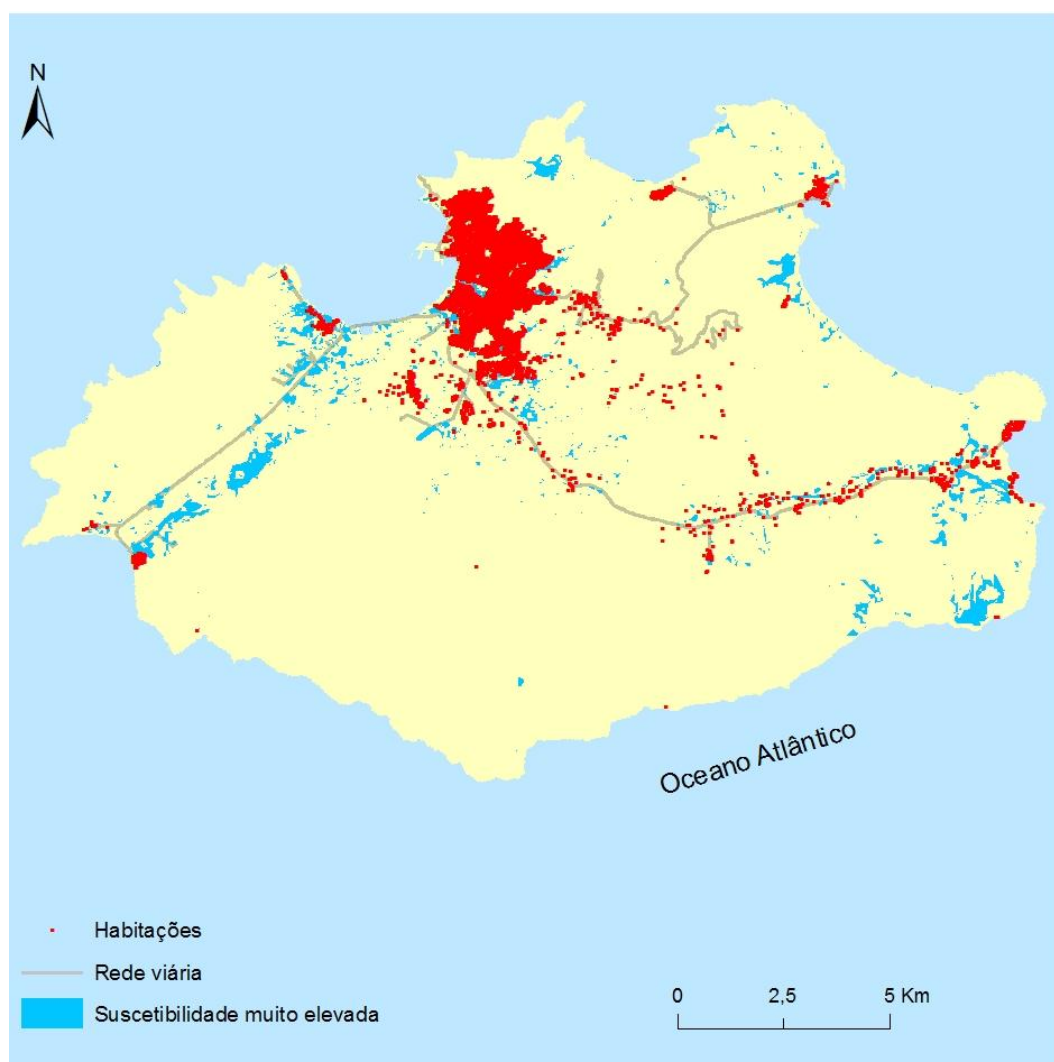 N
Oceano Atlântico
Habitações
Rede viária
Suscetibilidade muito elevada
0 2,5 5 Km